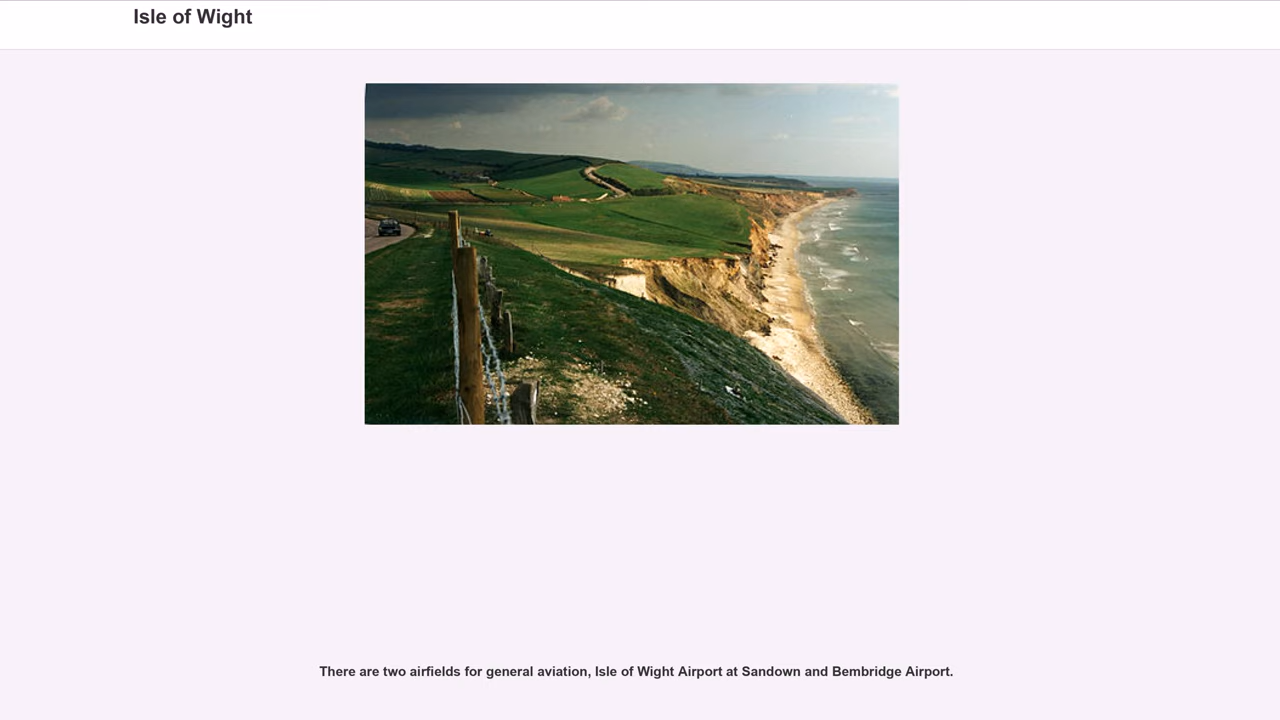 Isle of Wight
There are two airfields for general aviation, Isle of Wight Airport at Sandown and Bembridge Airport.